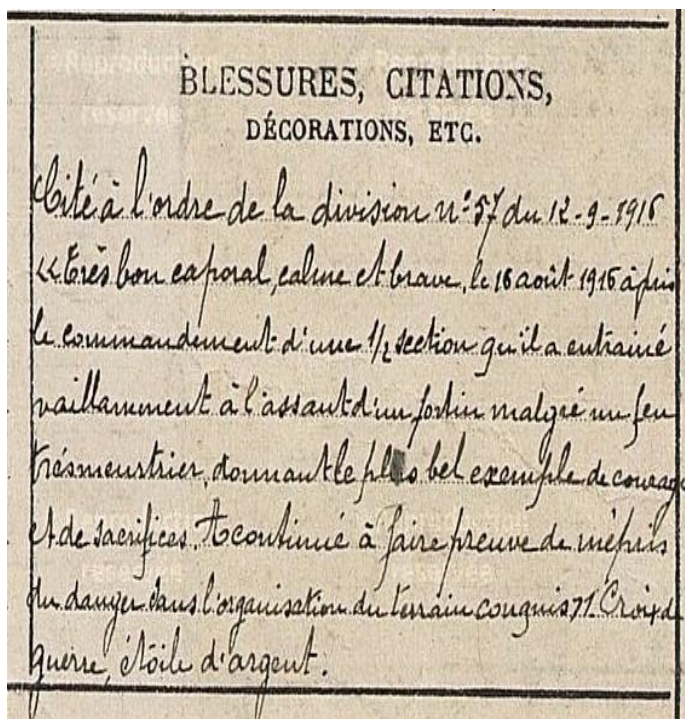 BLESSURES, CITATIONS,
DÉCORATIONS, ETC.
Cité à l'ordre de la division n° 57 du 12-9-1916
<<Très bon caporal, calme et brave, le 16 août 1916 à pris
le commandement d'une 1/2 section qu'il a entrainé
vaillamment à l'assaut d'un fortin malgré un feu
très meurtrier, donnant le plus bel exemple de courage
et de sacrifices. A continué à faire preuve de mépris
du danger dans l'organisation du terrain conquis>>. Croix de
guerre, étoile d'argent.